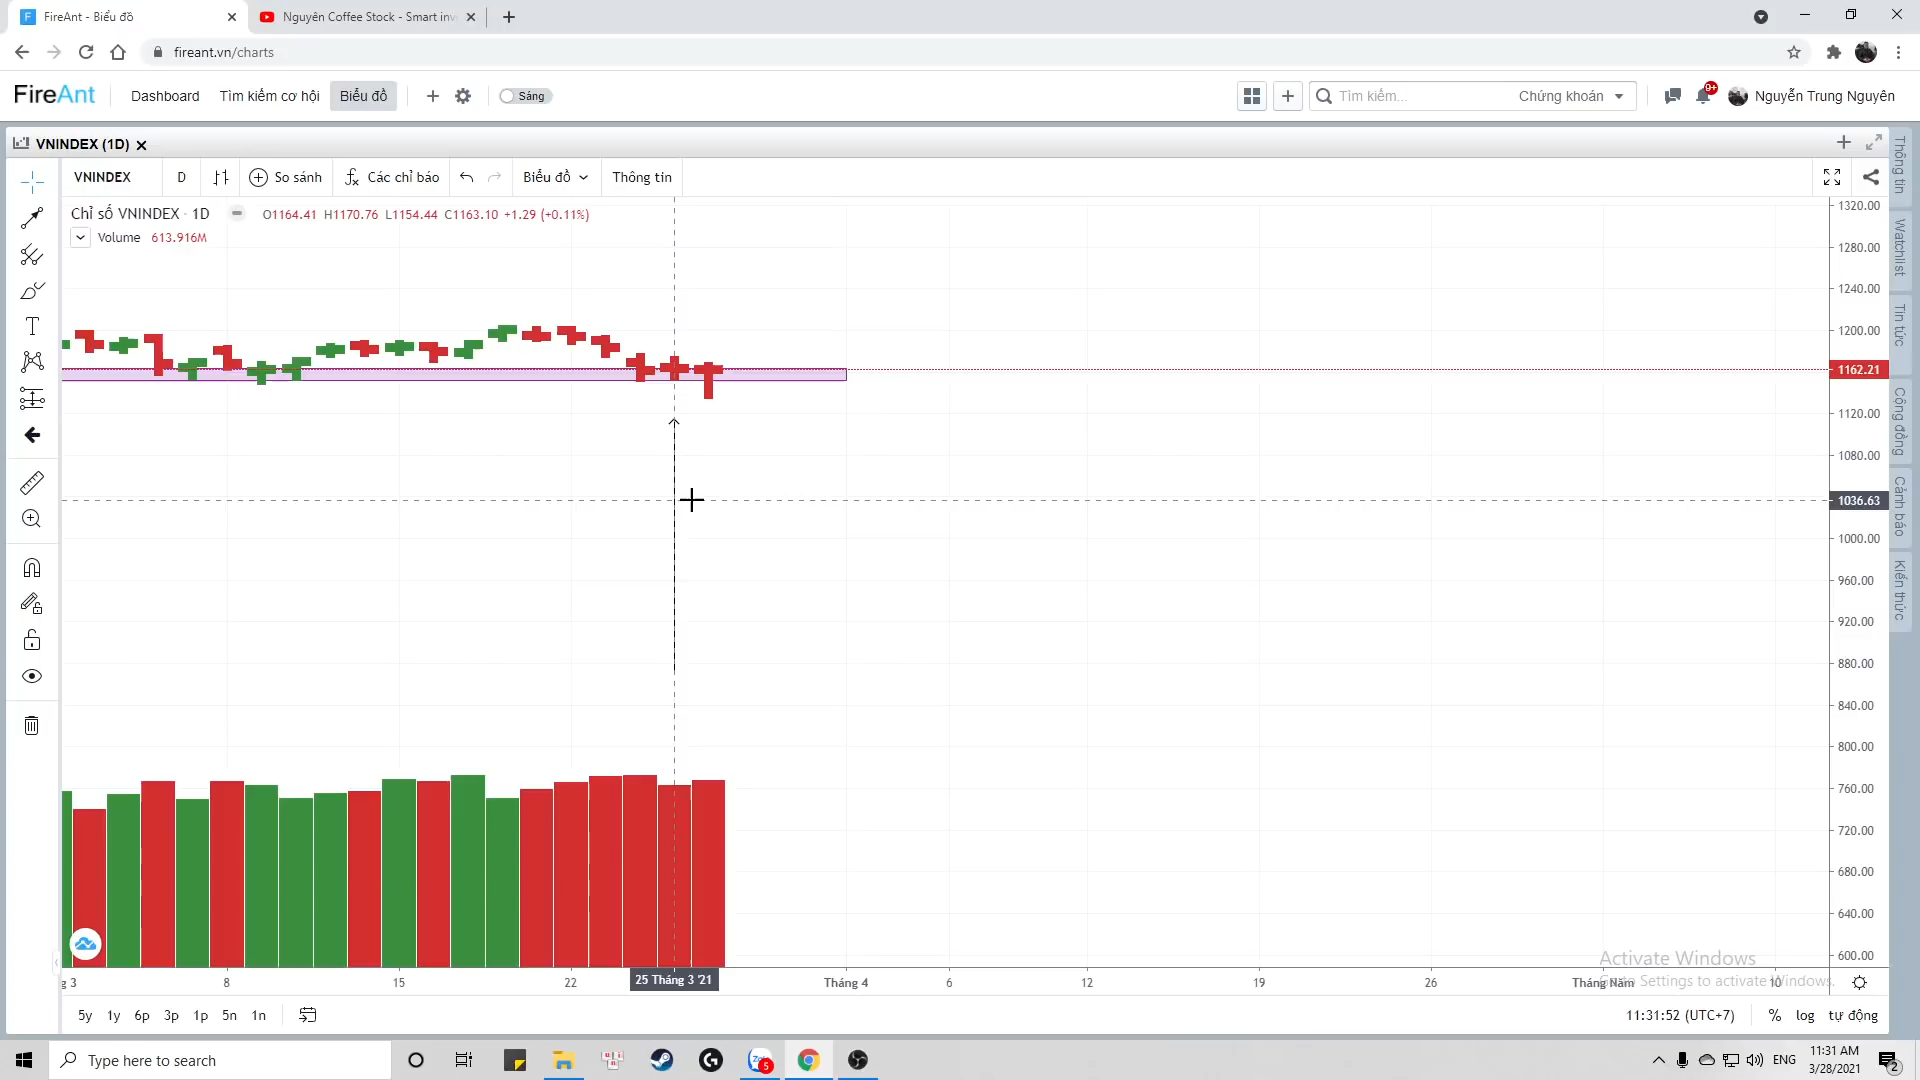 FireAnt - Biểu đồ
Nguyên Coffee Stock - Smart inv
fireant.vn/charts
FireAnt
Dashboard
Tìm kiếm cơ hội
Biểu đồ
Sáng
Tìm kiếm...
Chứng khoán
9+
Nguyễn Trung Nguyên
VNINDEX (1D)
VNINDEX
D
So sánh
Các chỉ báo
Biểu đồ
Thông tin
Chỉ số VNINDEX · 1D
O1164.41 H1170.76 L1154.44 C1163.10 +1.29 (+0.11%)
Volume 613.916M
1320.00
1280.00
1240.00
1200.00
1162.21
1120.00
1080.00
1036.63
1000.00
960.00
920.00
880.00
840.00
800.00
760.00
720.00
680.00
640.00
600.00
Thông tin
Watchlist
Tin tức
Cộng đồng
Cảnh báo
Kiến thức
Activate Windows
Go to Settings to activate Windows.
g 3
8
15
22
25 Tháng 3 '21
Tháng 4
6
12
19
26
Tháng Năm
10
5y 1y 6p 3p 1p 5n 1n
11:31:52 (UTC+7)
%
log
tự động
Type here to search
Zalo
5
ENG
11:31 AM
3/28/2021
2